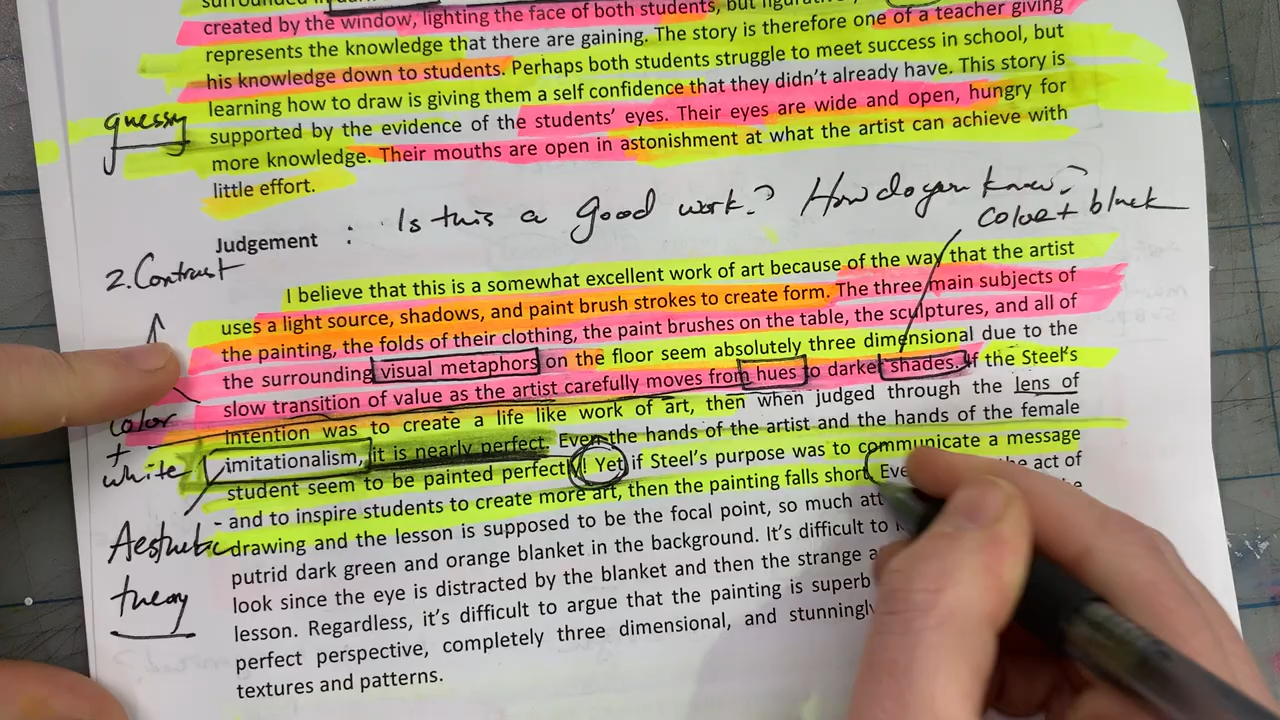 created by the window, lighting the face of both students, but
represents the knowledge that there are gaining. The story is therefore one of a teacher giving
his knowledge down to students. Perhaps both students struggle to meet success in school, but
learning how to draw is giving them a self confidence that they didn't already have. This story is
guessing
supported by the evidence of the students' eyes. Their eyes are wide and open, hungry for
more knowledge. Their mouths are open in astonishment at what the artist can achieve with
little effort.
Judgement : Is this a good work? How do you know?
color + black
2. Contrast
I believe that this is a somewhat excellent work of art because of the way that the artist
uses a light source, shadows, and paint brush strokes to create form. The three main subjects of
the painting, the folds of their clothing, the paint brushes on the table, the sculptures, and all of
the surrounding visual metaphors on the floor seem absolutely three dimensional due to the
slow transition of value as the artist carefully moves from hues to darker shades. If the Steel's
color
+
white
intention was to create a life like work of art, then when judged through the lens of
imitationalism, it is nearly perfect. Even the hands of the artist and the hands of the female
student seem to be painted perfectly! Yet if Steel's purpose was to communicate a message
- and to inspire students to create more art, then the painting falls short. act of
Aesthetic
theory
drawing and the lesson is supposed to be the focal point, so much
putrid dark green and orange blanket in the background. It's difficult to
look since the eye is distracted by the blanket and then the strange
lesson. Regardless, it's difficult to argue that the painting is superb
perfect perspective, completely three dimensional, and stunningly
textures and patterns.